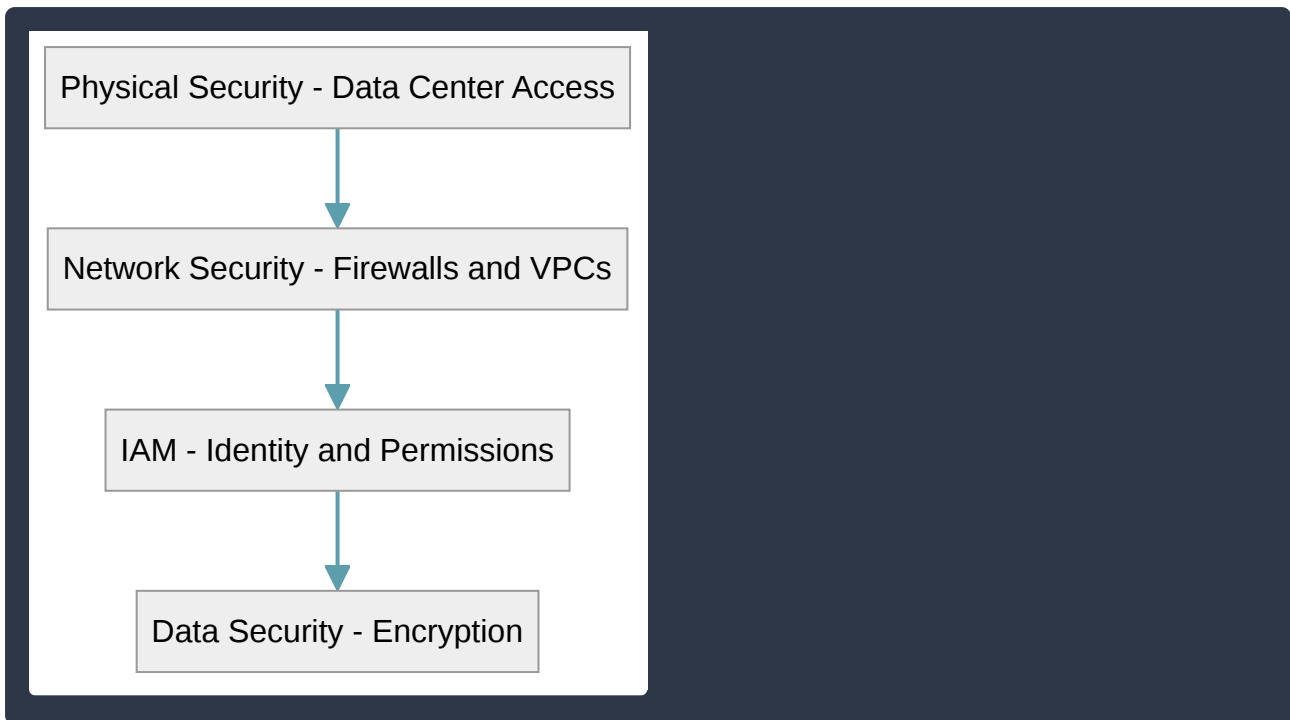 Physical Security - Data Center Access
Network Security - Firewalls and VPCs
IAM - Identity and Permissions
Data Security - Encryption